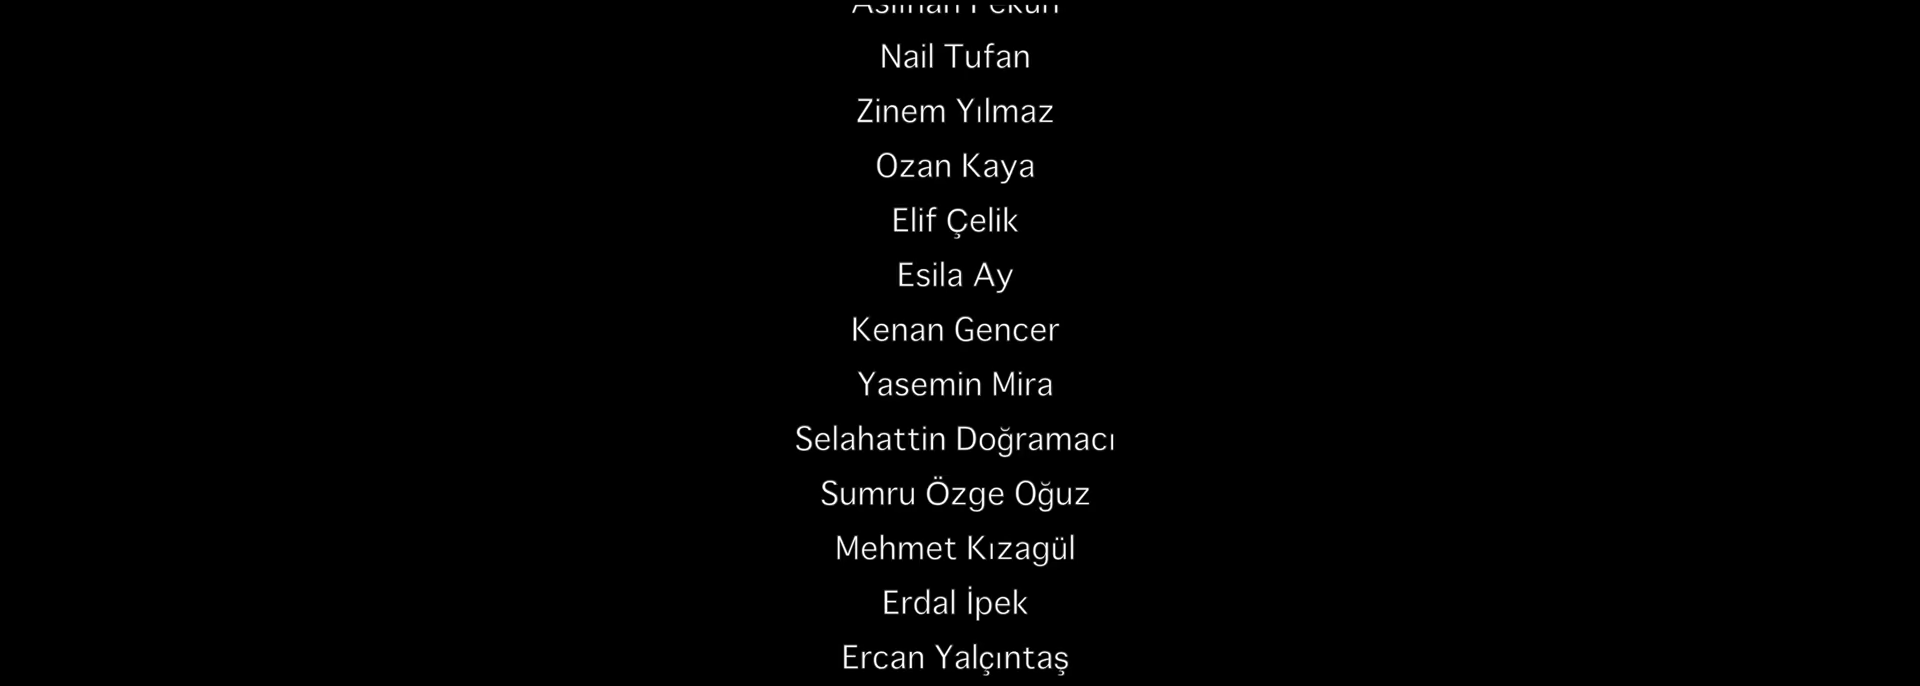 Nail Tufan
Zinem Yılmaz
Ozan Kaya
Elif Çelik
Esila Ay
Kenan Gencer
Yasemin Mira
Selahattin Doğramacı
Sumru Özge Oğuz
Mehmet Kızagül
Erdal İpek
Ercan Yalçıntaş